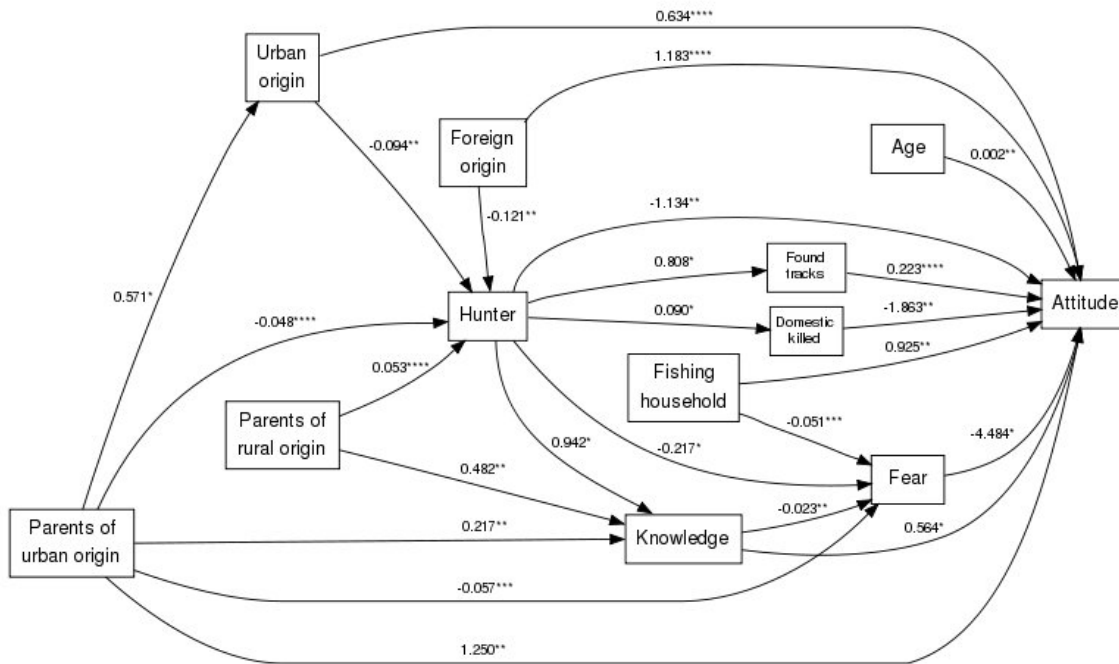 0.634****
Urban
origin
1.183****
Foreign
origin
Age
-0.094**
0.002**
-0.121**
-1.134**
Found
tracks
0.808*
0.223****
0.571*
Hunter
Attitude
-0.048****
0.090*
Domestic
killed
-1.863**
0.925**
0.053****
Fishing
household
Parents of
rural origin
-0.051***
0.942*
-0.217*
-4.484*
0.482**
Fear
Parents of
urban origin
0.217**
Knowledge
-0.023**
0.564*
-0.057***
1.250**